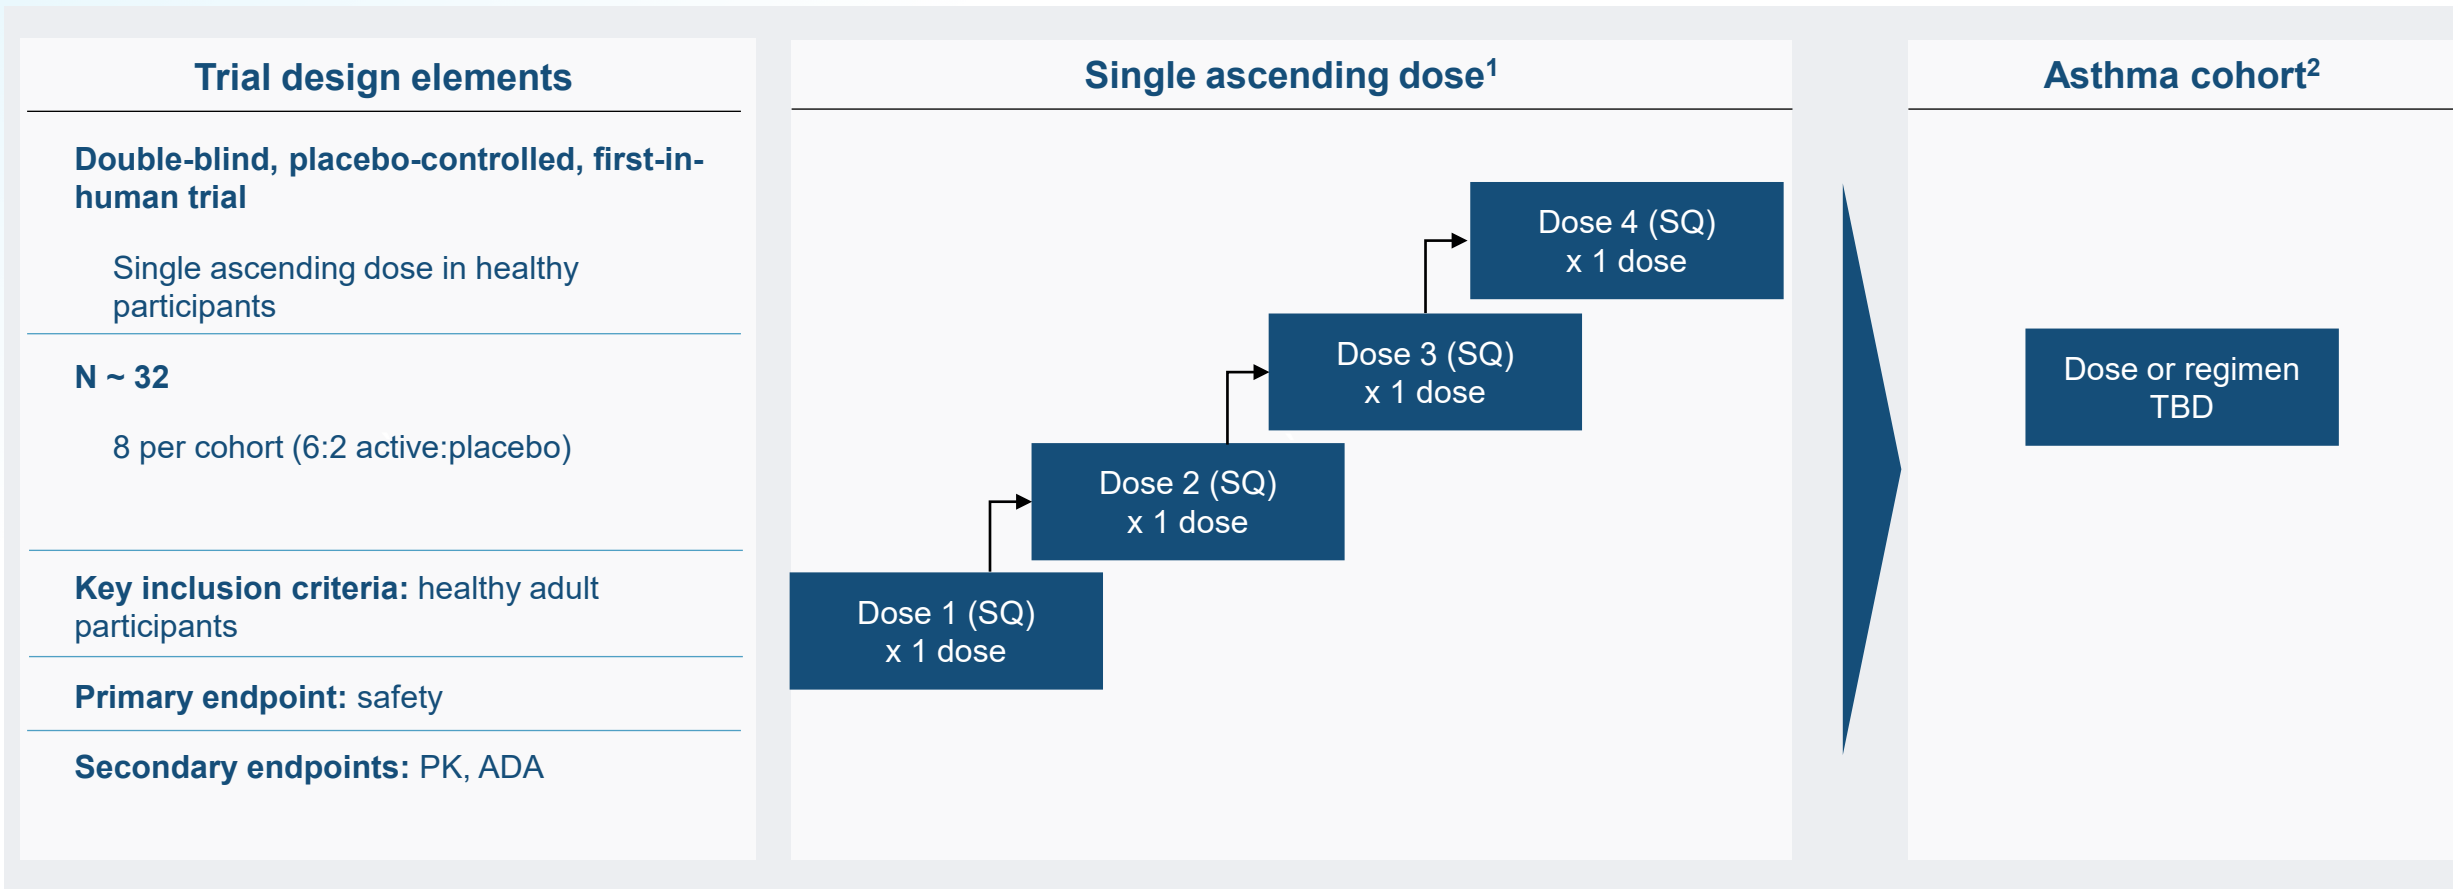 Trial design elements
Double-blind, placebo-controlled, first-in-
human trial
Single ascending dose in healthy
participants
N ~ 32
8 per cohort (6:2 active:placebo)
Key inclusion criteria: healthy adult
participants
Primary endpoint: safety
Secondary endpoints: PK, ADA
Single ascending dose¹
Dose 4 (SQ)
x 1 dose
Dose 3 (SQ)
x 1 dose
Dose 2 (SQ)
x 1 dose
Dose 1 (SQ)
x 1 dose
Asthma cohort²
Dose or regimen
TBD